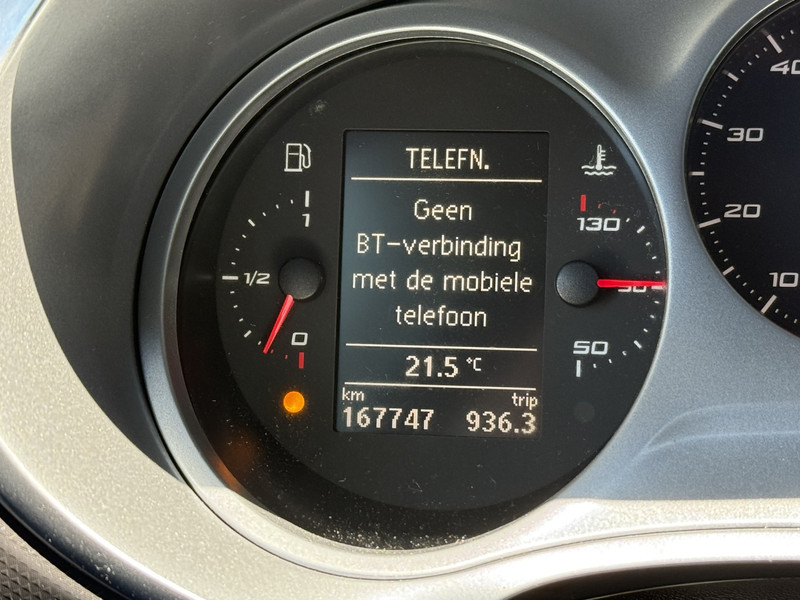 TELEFN.
Geen
BT-verbinding
met de mobiele
telefoon
21.5 °C
km trip
167747 936.3
1
1/2
0
130
90
50
40
30
20
10